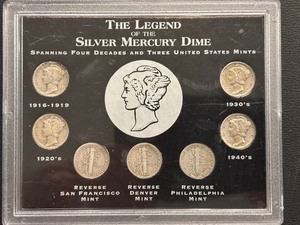 THE LEGEND
OF THE
SILVER MERCURY DIME
SPANNING FOUR DECADES AND THREE UNITED STATES MINTS
1916-1919
1930's
1920's
1940's
REVERSE
SAN FRANCISCO
MINT
REVERSE
DENVER
MINT
REVERSE
PHILADELPHIA
MINT